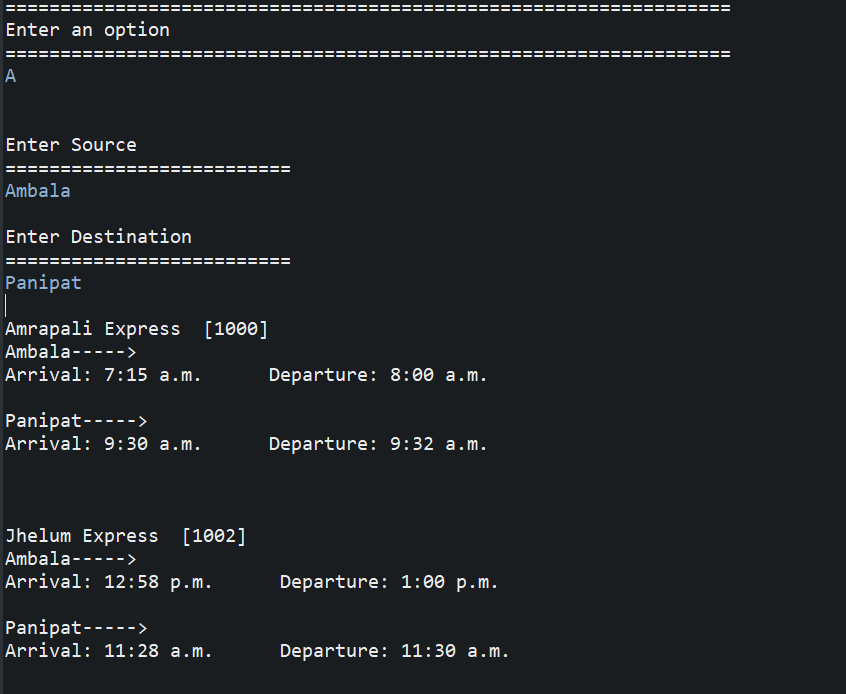 ==================================================================
Enter an option
==================================================================
A
Enter Source
==========================
Ambala
Enter Destination
==========================
Panipat
Amrapali Express  [1000]
Ambala----->
Arrival: 7:15 a.m.      Departure: 8:00 a.m.
Panipat----->
Arrival: 9:30 a.m.      Departure: 9:32 a.m.
Jhelum Express  [1002]
Ambala----->
Arrival: 12:58 p.m.      Departure: 1:00 p.m.
Panipat----->
Arrival: 11:28 a.m.      Departure: 11:30 a.m.